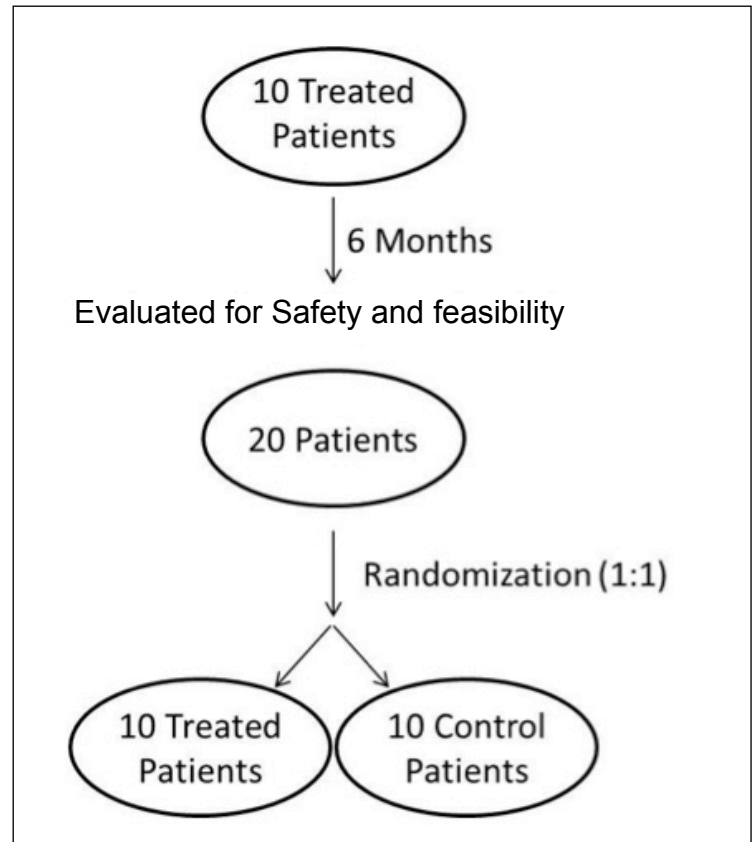 10 Treated
Patients
6 Months
Evaluated for Safety and feasibility
20 Patients
Randomization (1:1)
10 Treated
Patients
10 Control
Patients